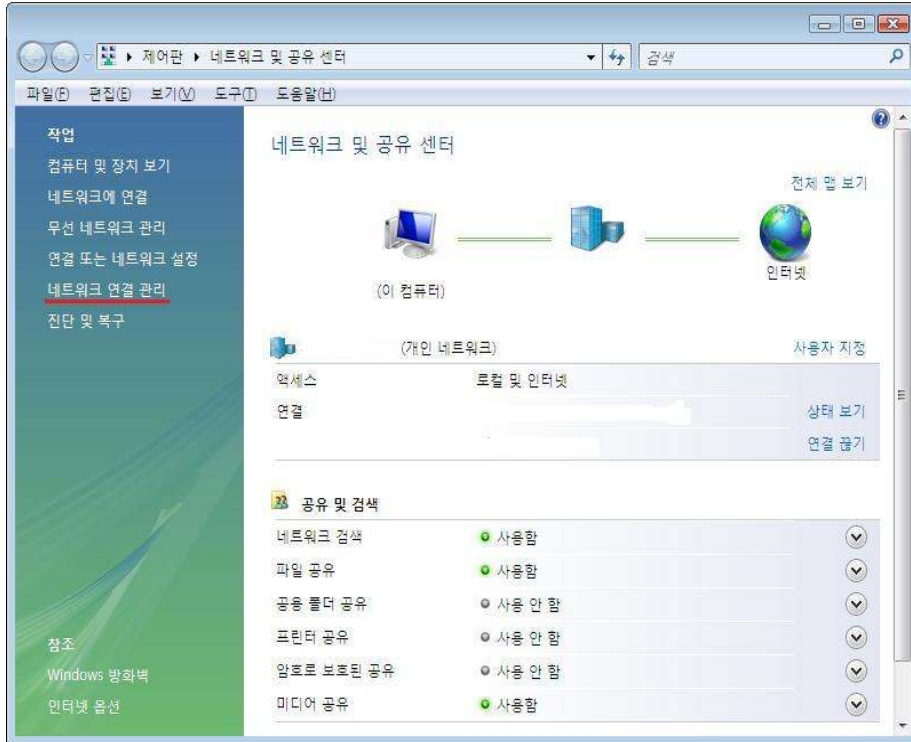 제어판 ▸ 네트워크 및 공유 센터
검색
파일(F) 편집(E) 보기(V) 도구(T) 도움말(H)
작업
컴퓨터 및 장치 보기
네트워크에 연결
무선 네트워크 관리
연결 또는 네트워크 설정
네트워크 연결 관리
진단 및 복구
참조
Windows 방화벽
인터넷 옵션
네트워크 및 공유 센터
전체 맵 보기
(이 컴퓨터)
인터넷
(개인 네트워크) 사용자 지정
액세스 로컬 및 인터넷
연결 상태 보기
연결 끊기
공유 및 검색
네트워크 검색 사용함
파일 공유 사용함
공용 폴더 공유 사용 안 함
프린터 공유 사용 안 함
암호로 보호된 공유 사용 안 함
미디어 공유 사용함